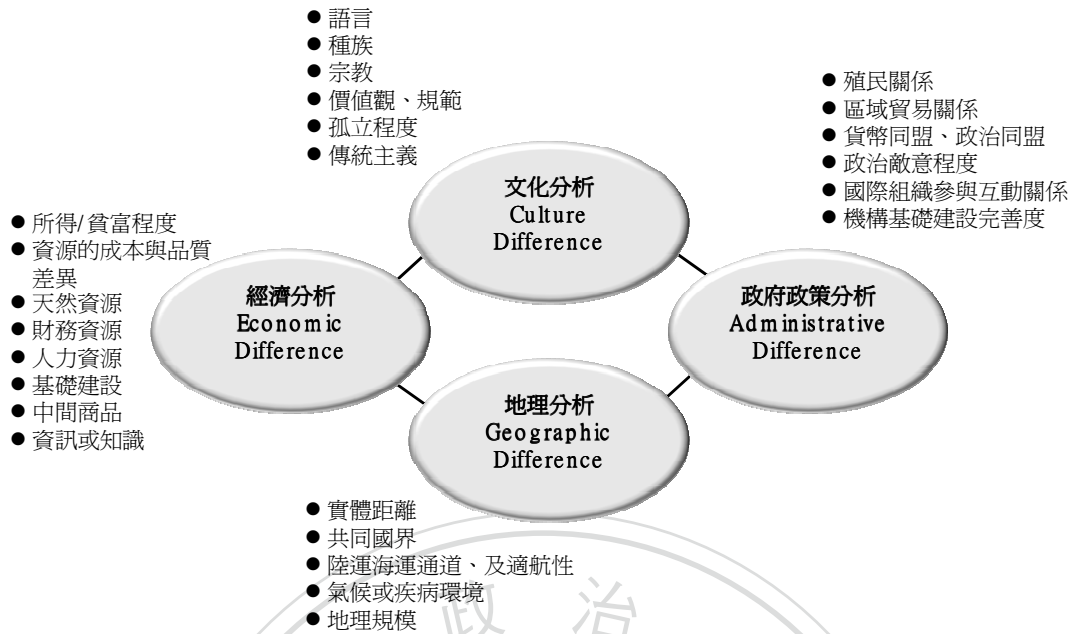 ● 語言
● 種族
● 宗教
● 價值觀、規範
● 孤立程度
● 傳統主義
● 殖民關係
● 區域貿易關係
● 貨幣同盟、政治同盟
● 政治敵意程度
● 國際組織參與互動關係
● 機構基礎建設完善度
文化分析
Culture
Difference
● 所得/貧富程度
● 資源的成本與品質
差異
● 天然資源
● 財務資源
● 人力資源
● 基礎建設
● 中間商品
● 資訊或知識
經濟分析
Economic
Difference
政府政策分析
Administrative
Difference
地理分析
Geographic
Difference
● 實體距離
● 共同國界
● 陸運海運通道、及適航性
● 氣候或疾病環境
● 地理規模
政 治